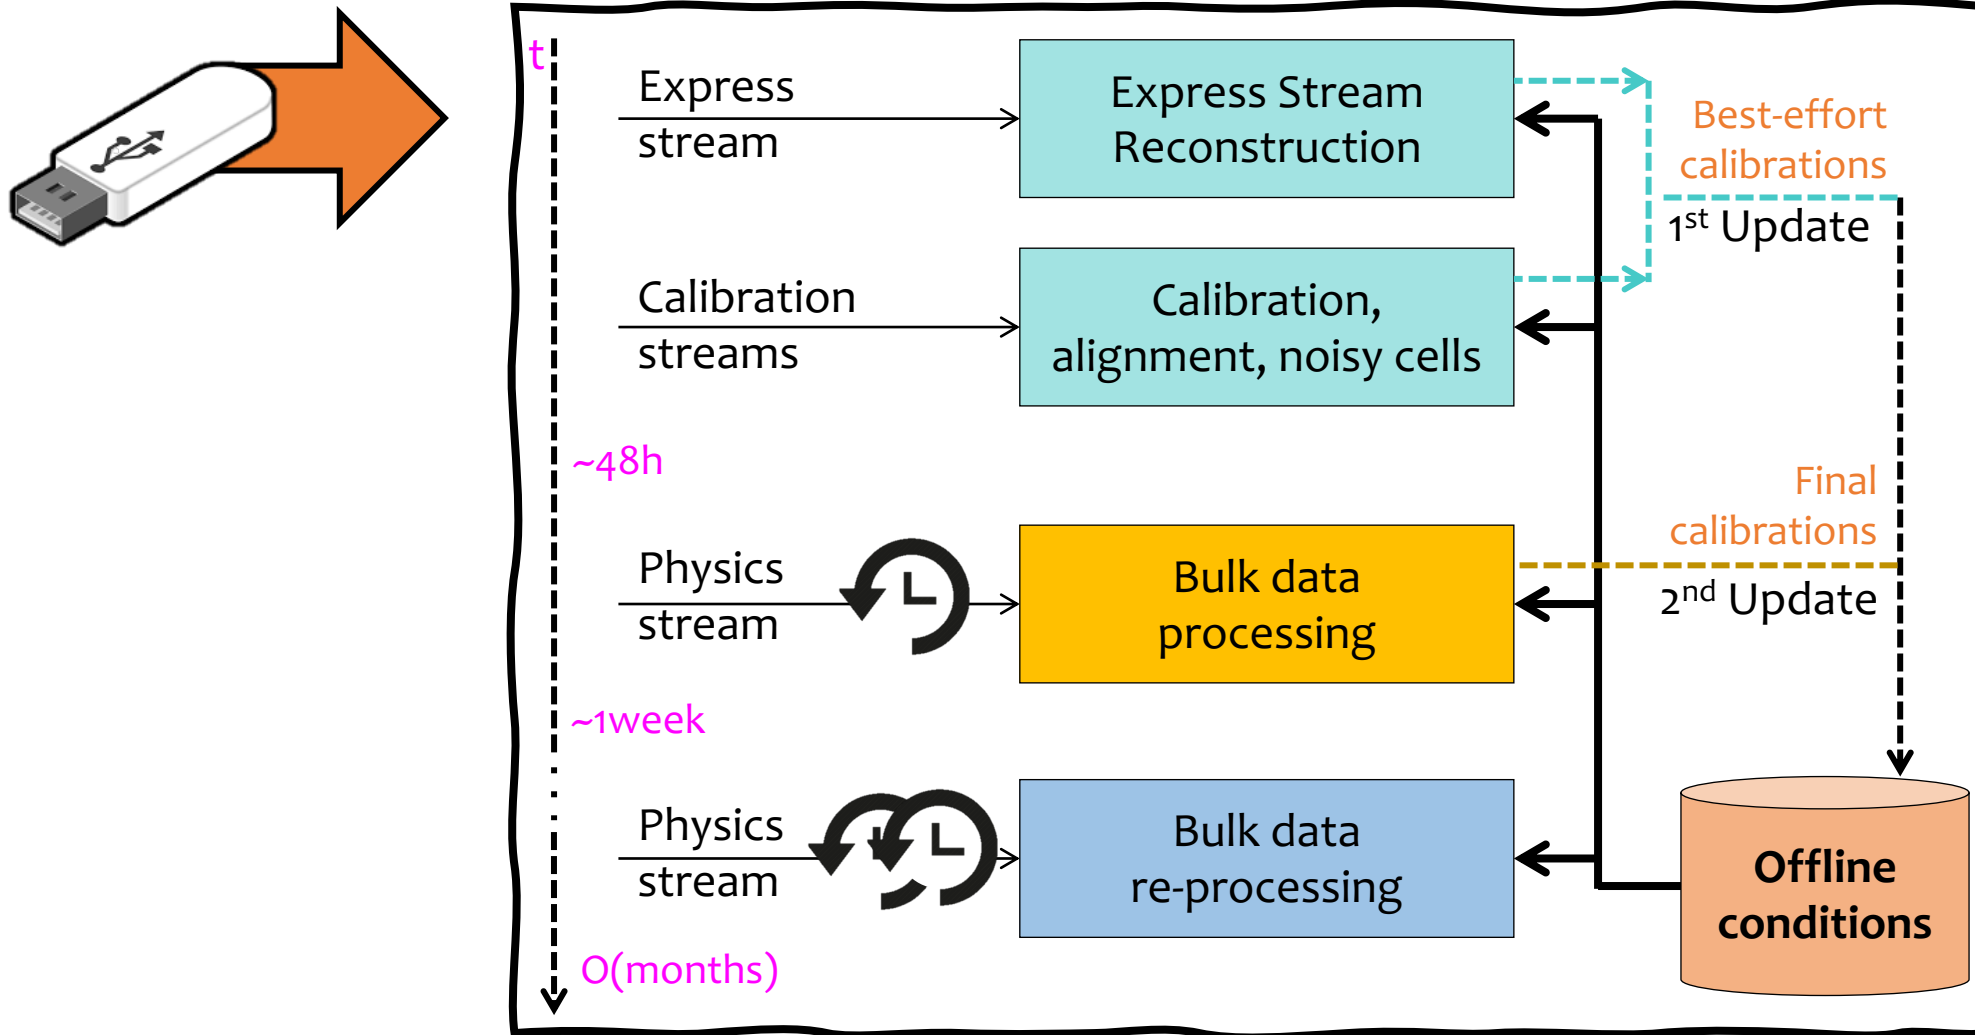 t
Express
stream
Express Stream
Reconstruction
Best-effort
calibrations
1st Update
Calibration
streams
Calibration,
alignment, noisy cells
~48h
Final
calibrations
2nd Update
Physics
stream
Bulk data
processing
~1week
Physics
stream
Bulk data
re-processing
Offline
conditions
O(months)